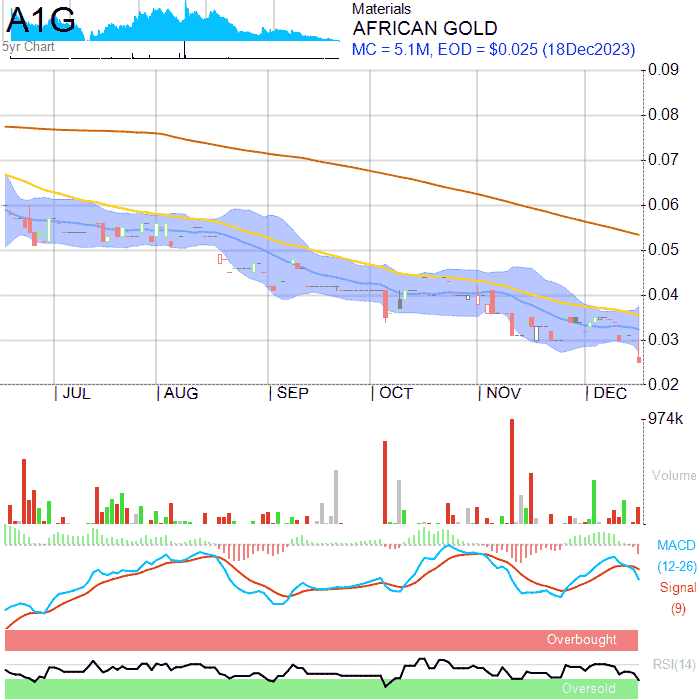 A1G
5yr Chart
Materials
AFRICAN GOLD
MC = 5.1M, EOD = $0.025 (18Dec2023)
0.09
0.08
0.07
0.06
0.05
0.04
0.03
0.02
JUL AUG SEP OCT NOV DEC
974k
Volume
MACD
(12-26)
Signal
(9)
Overbought
RSI(14)
Oversold